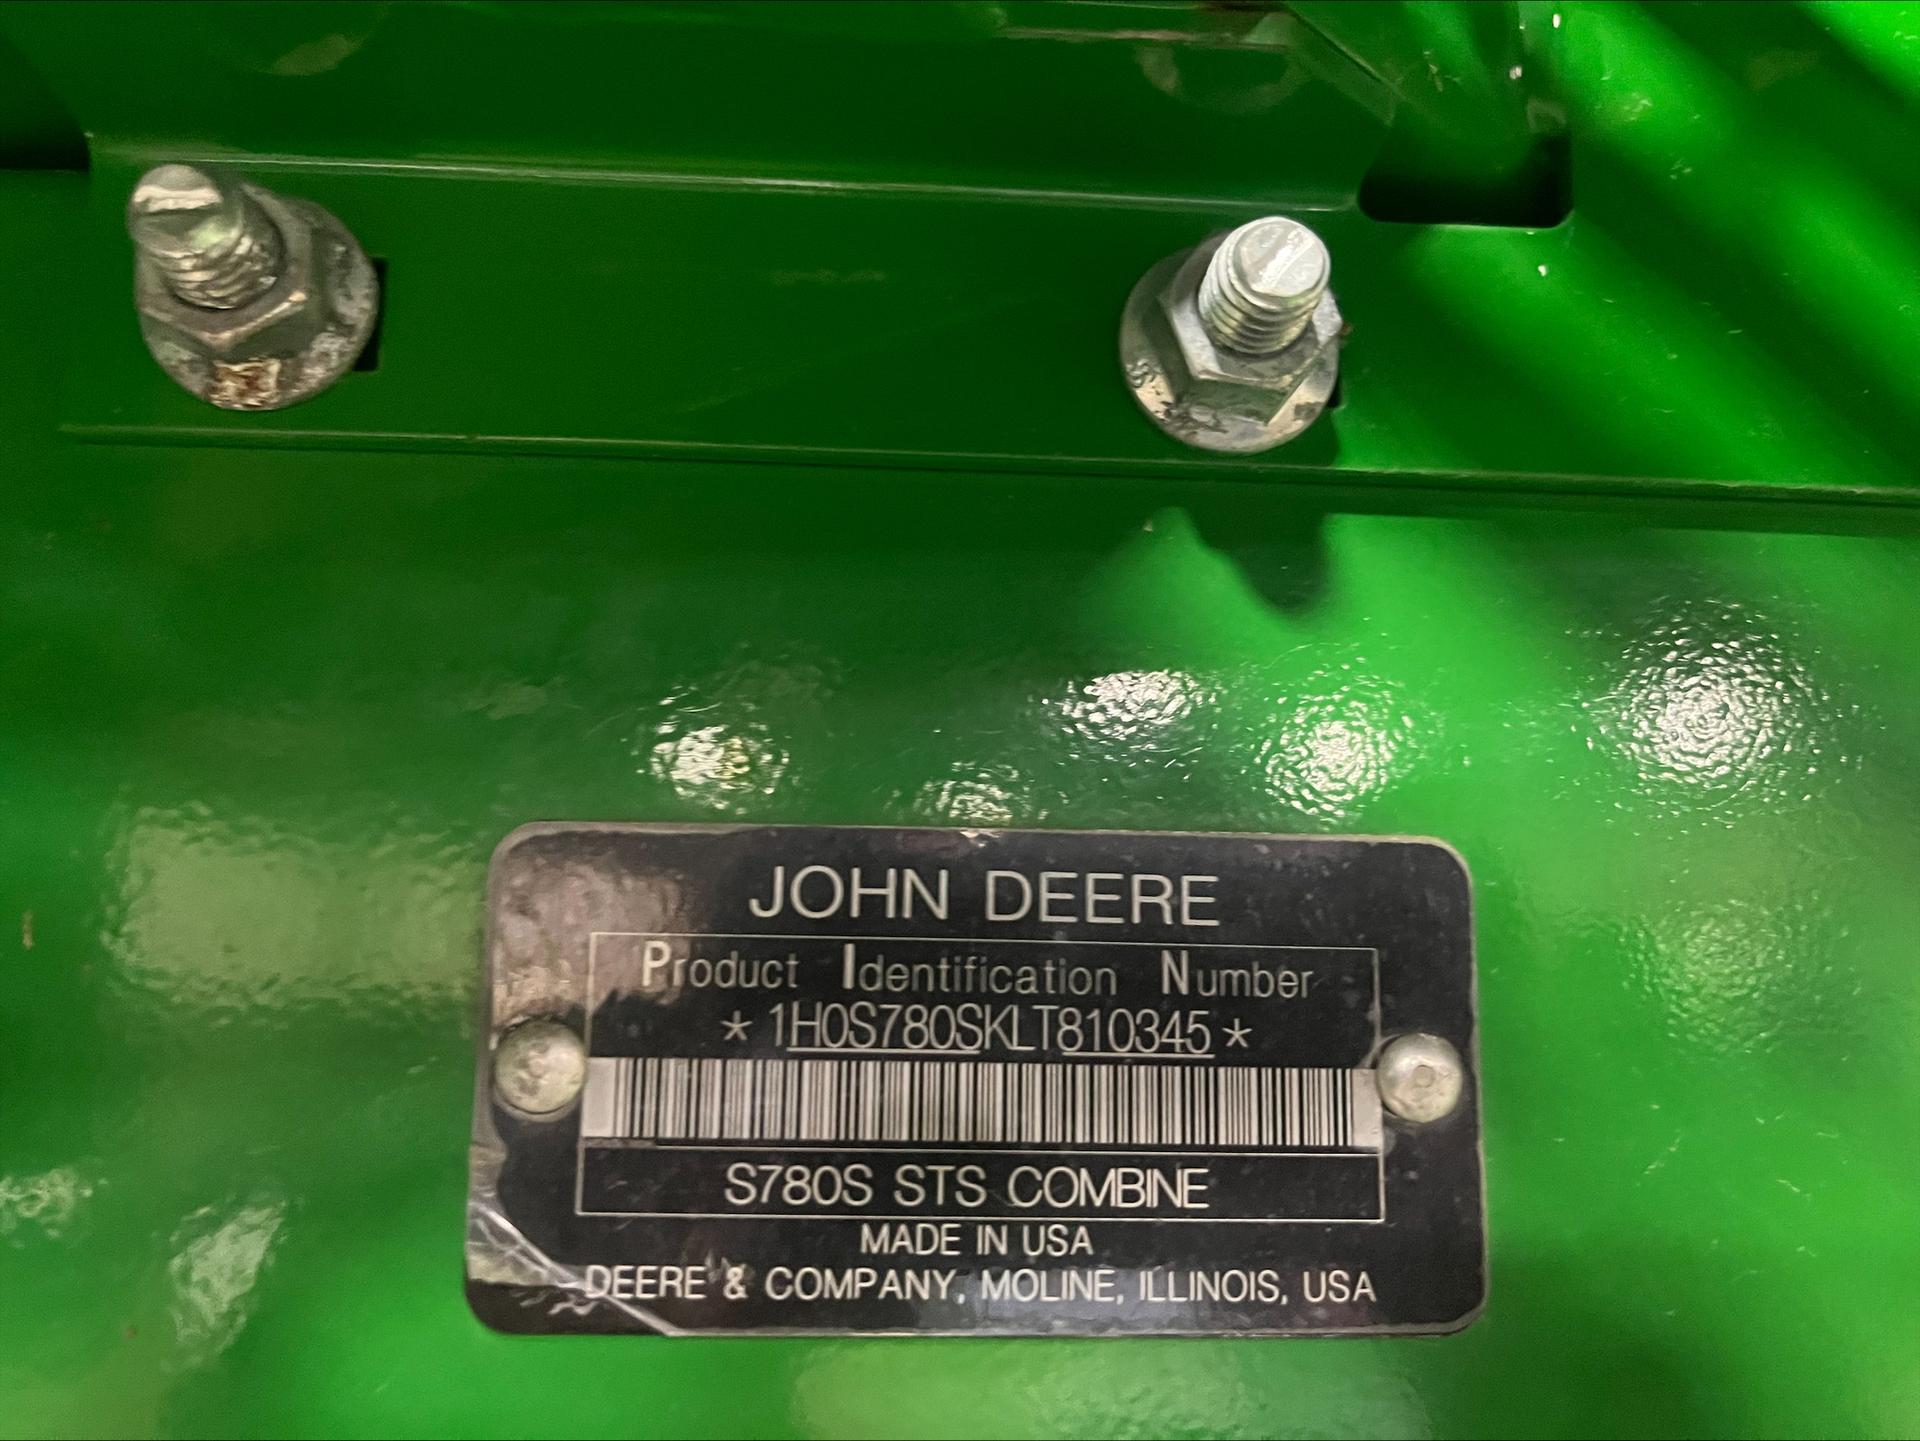 JOHN DEERE
Product Identification Number
* 1H0S780SKLT810345 *
S780S STS COMBINE
MADE IN USA
DEERE & COMPANY, MOLINE, ILLINOIS, USA